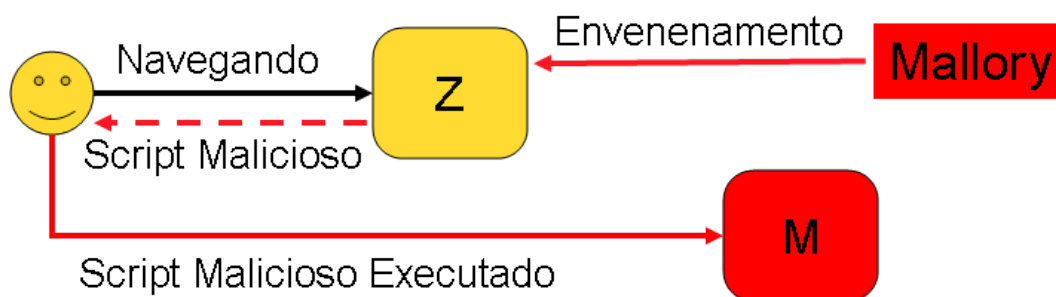 Envenenamento
Navegando
Mallory
Z
Script Malicioso
M
Script Malicioso Executado